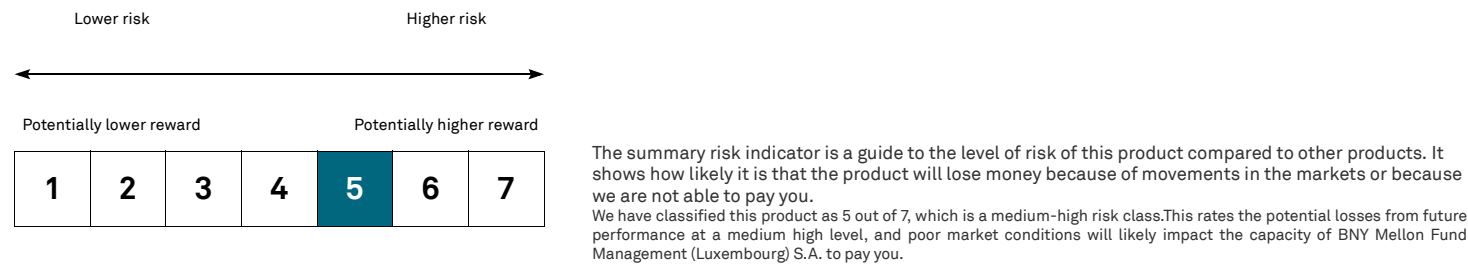 Lower risk Higher risk
Potentially lower reward Potentially higher reward
1 2 3 4 5 6 7
The summary risk indicator is a guide to the level of risk of this product compared to other products. It
shows how likely it is that the product will lose money because of movements in the markets or because
we are not able to pay you.
We have classified this product as 5 out of 7, which is a medium-high risk class.This rates the potential losses from future
performance at a medium high level, and poor market conditions will likely impact the capacity of BNY Mellon Fund
Management (Luxembourg) S.A. to pay you.